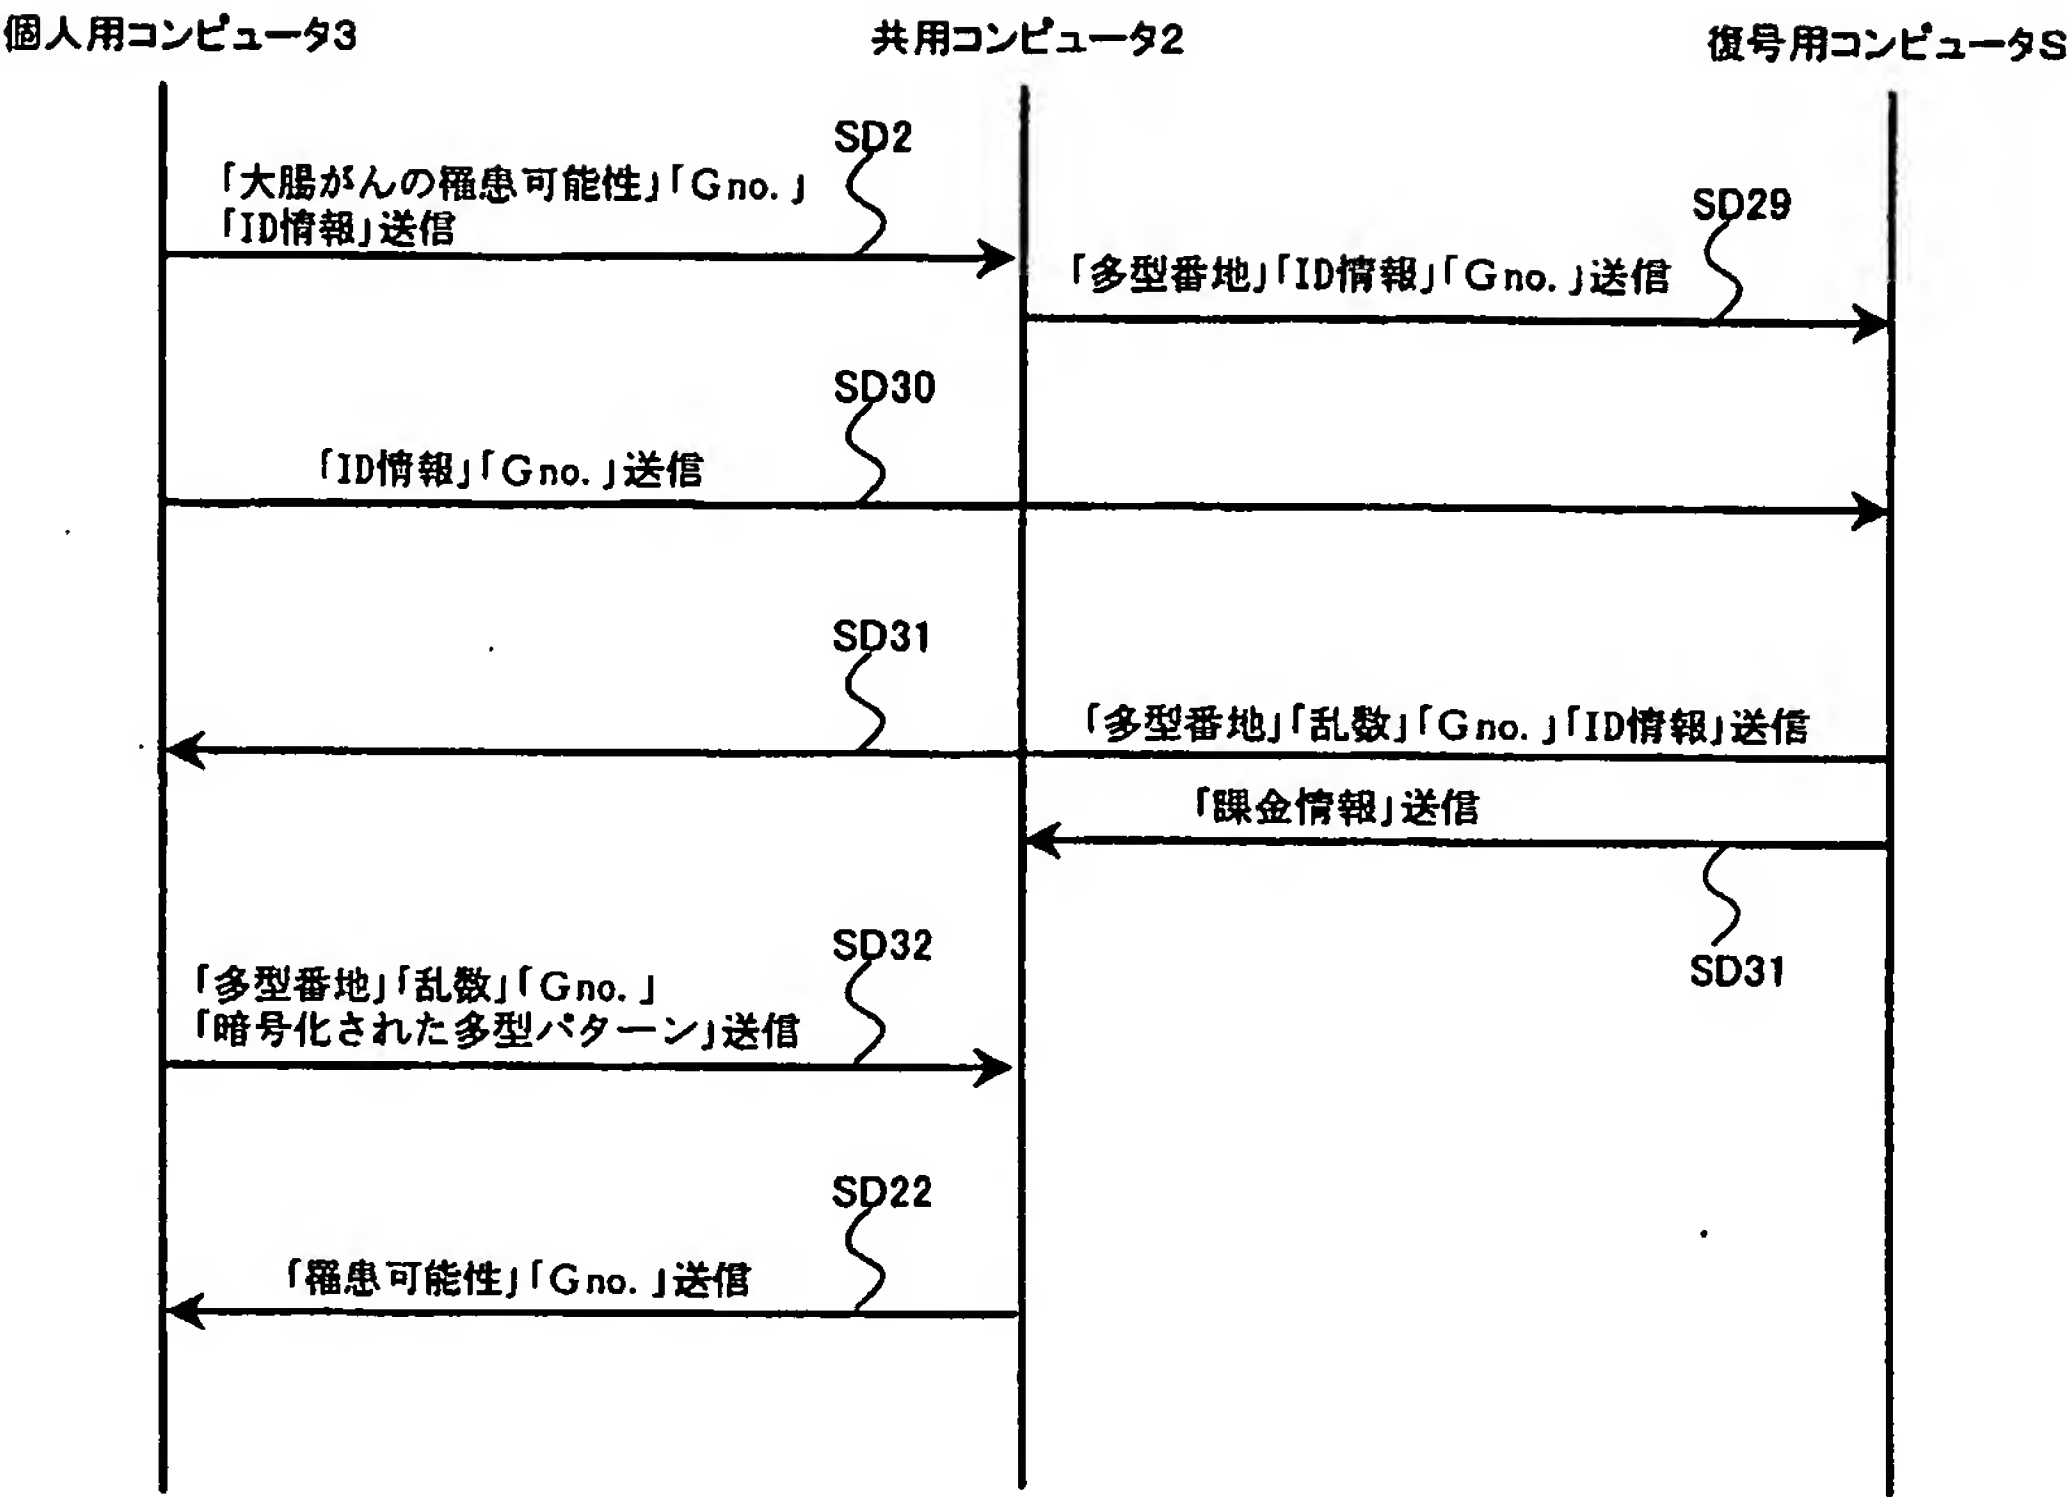 個人用コンピュータ3
共用コンピュータ2
復号用コンピュータS
SD2
「大腸がんの罹患可能性」「Gno.」
「ID情報」送信
SD29
「多型番地」「ID情報」「Gno.」送信
SD30
「ID情報」「Gno.」送信
SD31
「多型番地」「乱数」「Gno.」「ID情報」送信
「課金情報」送信
SD31
SD32
「多型番地」「乱数」「Gno.」
「暗号化された多型パターン」送信
SD22
「罹患可能性」「Gno.」送信